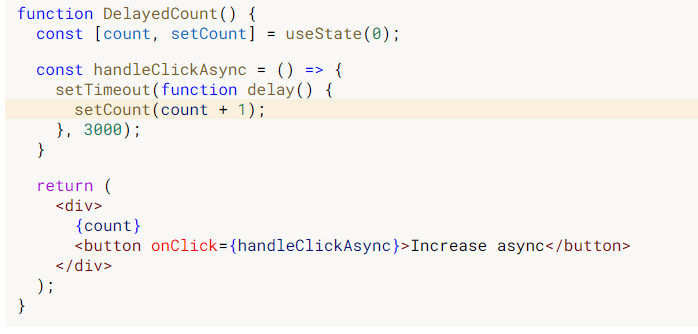 function DelayedCount() {
  const [count, setCount] = useState(0);

  const handleClickAsync = () => {
    setTimeout(function delay() {
      setCount(count + 1);
    }, 3000);
  }

  return (
    <div>
      {count}
      <button onClick={handleClickAsync}>Increase async</button>
    </div>
  );
}